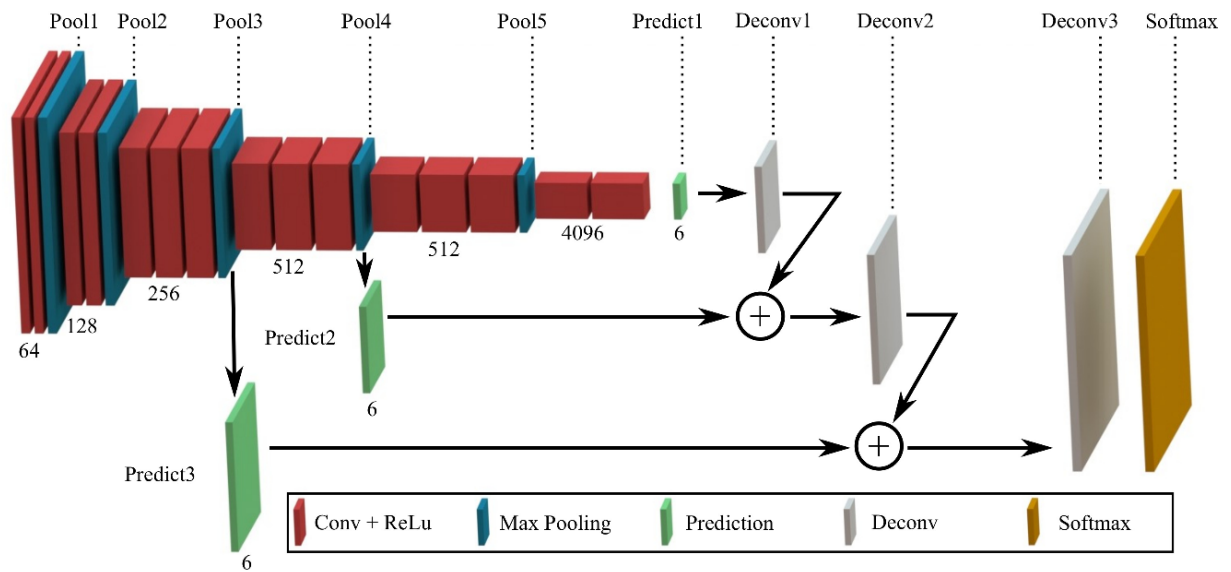 Pool1 Pool2 Pool3 Pool4 Pool5 Predict1 Deconv1 Deconv2 Deconv3 Softmax
64
128
256
512
512
4096
6
Predict2
6
Predict3
6
+
+
Conv + ReLu Max Pooling Prediction Deconv Softmax